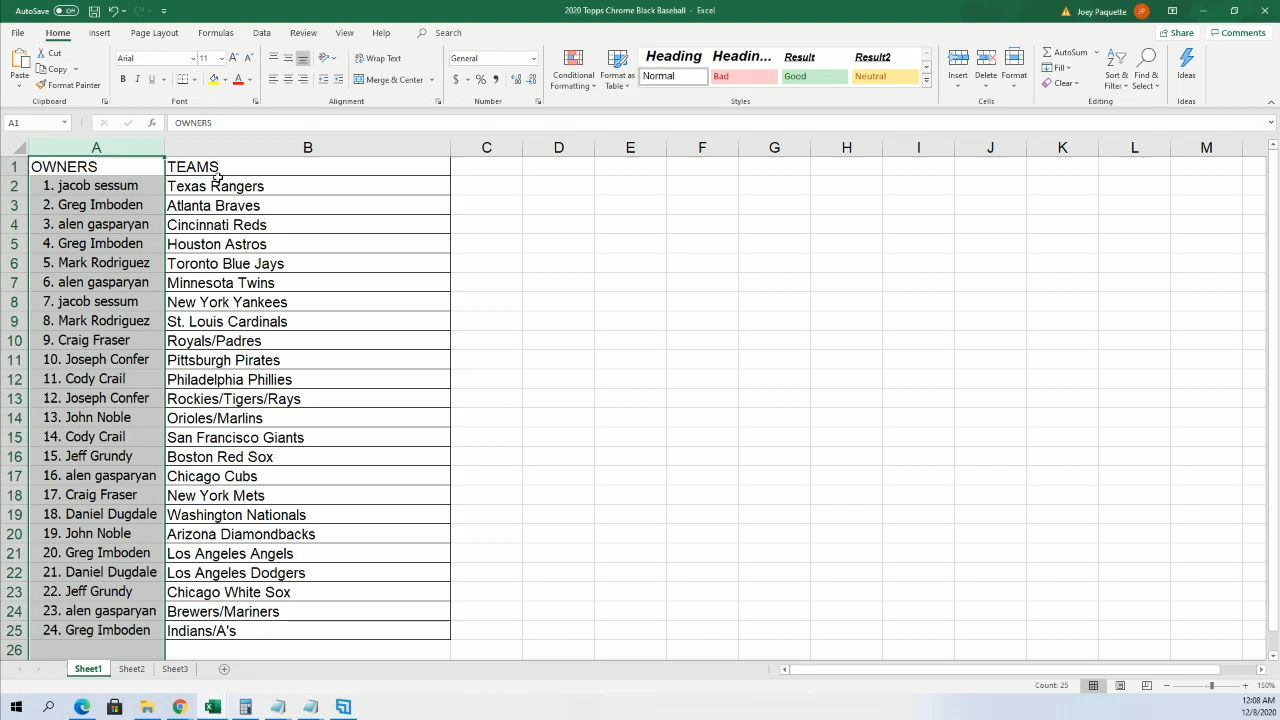 AutoSave Off 2020 Topps Chrome Black Baseball - Excel Joey Paquette JP
File Home Insert Page Layout Formulas Data Review View Help Search Share Comments
Paste Cut Copy Format Painter Clipboard
Arial 11 A A B I U A Font
ab Wrap Text Merge & Center Alignment
General $ % , Number
Conditional Formatting Format as Table
Heading Headin... Result Result2
Normal Bad Good Neutral
Styles
Insert Delete Format Cells
AutoSum Fill Clear Sort & Filter Find & Select Editing
Ideas Ideas
A1 fx OWNERS
A B C D E F G H I J K L M
1 OWNERS TEAMS
2 1. jacob sessum Texas Rangers
3 2. Greg Imboden Atlanta Braves
4 3. alen gasparyan Cincinnati Reds
5 4. Greg Imboden Houston Astros
6 5. Mark Rodriguez Toronto Blue Jays
7 6. alen gasparyan Minnesota Twins
8 7. jacob sessum New York Yankees
9 8. Mark Rodriguez St. Louis Cardinals
10 9. Craig Fraser Royals/Padres
11 10. Joseph Confer Pittsburgh Pirates
12 11. Cody Crail Philadelphia Phillies
13 12. Joseph Confer Rockies/Tigers/Rays
14 13. John Noble Orioles/Marlins
15 14. Cody Crail San Francisco Giants
16 15. Jeff Grundy Boston Red Sox
17 16. alen gasparyan Chicago Cubs
18 17. Craig Fraser New York Mets
19 18. Daniel Dugdale Washington Nationals
20 19. John Noble Arizona Diamondbacks
21 20. Greg Imboden Los Angeles Angels
22 21. Daniel Dugdale Los Angeles Dodgers
23 22. Jeff Grundy Chicago White Sox
24 23. alen gasparyan Brewers/Mariners
25 24. Greg Imboden Indians/A's
26
Sheet1 Sheet2 Sheet3
Count: 25 150%
12:08 AM
12/8/2020